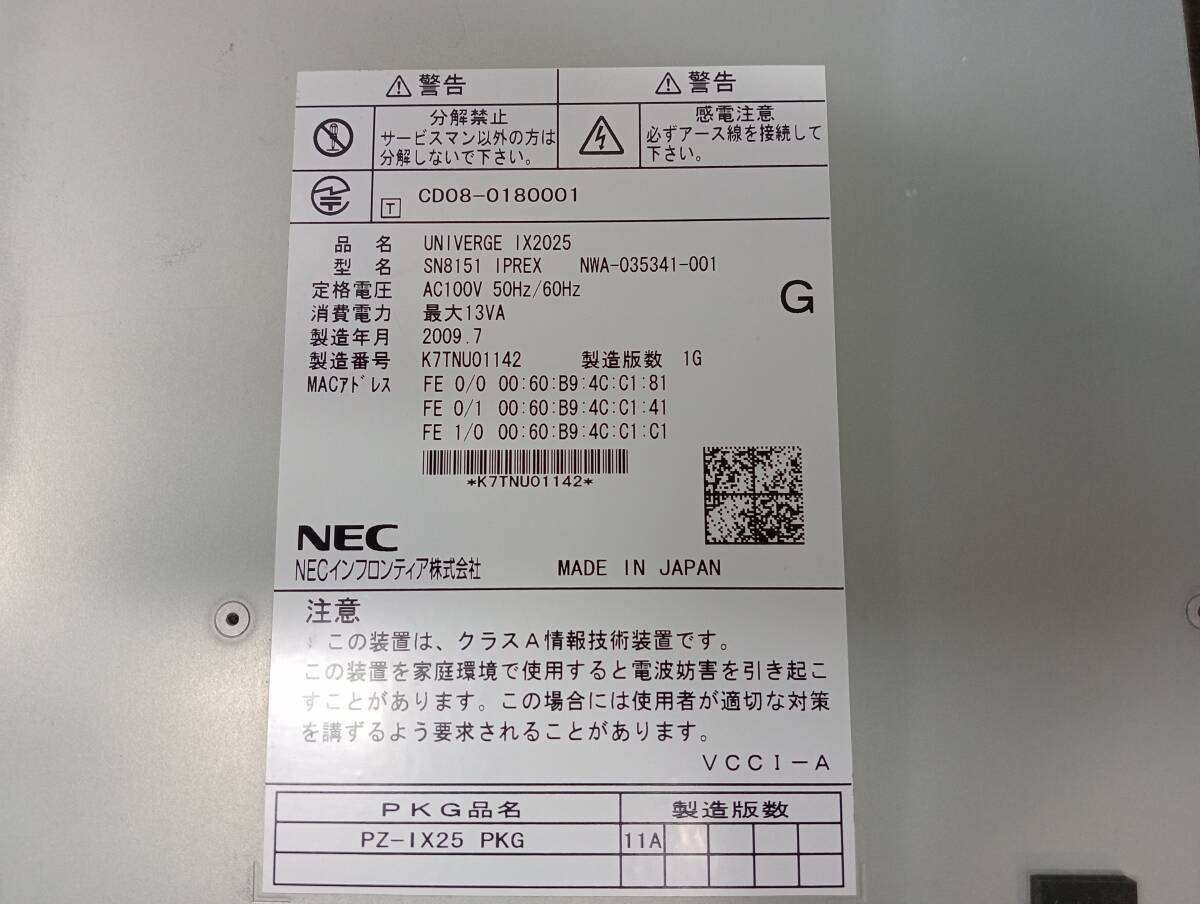 ⚠警告
分解禁止
サービスマン以外の方は
分解しないで下さい。
⚠警告
感電注意
必ずアース線を接続して
下さい。
T CD08-0180001
品名 UNIVERGE IX2025
型名 SN8151 IPREX NWA-035341-001
定格電圧 AC100V 50Hz/60Hz
消費電力 最大13VA
製造年月 2009.7
製造番号 K7TNU01142 製造版数 1G
MACアドレス FE 0/0 00:60:B9:4C:C1:81
FE 0/1 00:60:B9:4C:C1:41
FE 1/0 00:60:B9:4C:C1:C1
G
*K7TNU01142*
NEC
NECインフロンティア株式会社 MADE IN JAPAN
注意
この装置は、クラスA情報技術装置です。
この装置を家庭環境で使用すると電波妨害を引き起こ
すことがあります。この場合には使用者が適切な対策
を講ずるよう要求されることがあります。
VCCI-A
PKG品名 製造版数
PZ-IX25 PKG 11A